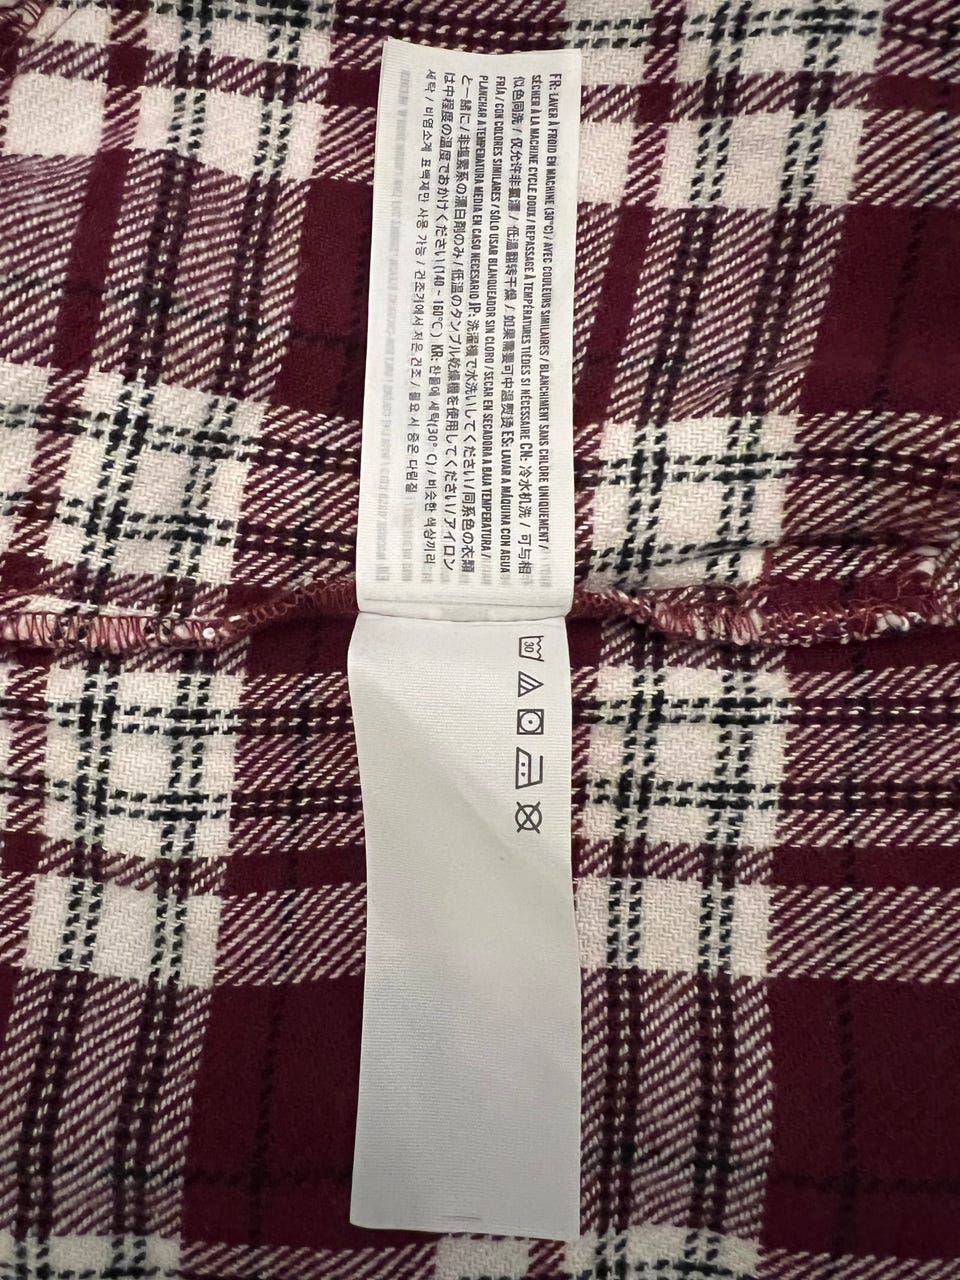 FR: LAVER À FROID EN MACHINE (30°C) / AVEC COULEURS SIMILAIRES / BLANCHIMENT SANS CHLORE UNIQUEMENT /
SÉCHER À LA MACHINE CYCLE DOUX / REPASSAGE À TEMPÉRATURES TIÈDES SI NÉCESSAIRE CN: 冷水机洗 / 可与相
似色同洗 / 仅允许非氯漂 / 低温翻转干燥 / 如果需要可中温熨烫 ES: LAVAR A MÁQUINA CON AGUA
FRÍA / CON COLORES SIMILARES / SÓLO USAR BLANQUEADOR SIN CLORO / SECAR EN SECADORA A BAJA TEMPERATURA /
PLANCHAR A TEMPERATURA MEDIA EN CASO NECESARIO JP: 洗濯機で水洗いしてください / 同系色の衣類
と一緒に / 非塩素系の漂白剤のみ / 低温のタンブル乾燥機を使用してください / アイロン
は中程度の温度でおかけください (140 ~ 160°C) KR: 찬물에 세탁(30° C) / 비슷한 색상끼리
세탁 / 비염소계 표백제만 사용 가능 / 건조기에서 저온 건조 / 필요 시 중온 다림질
30